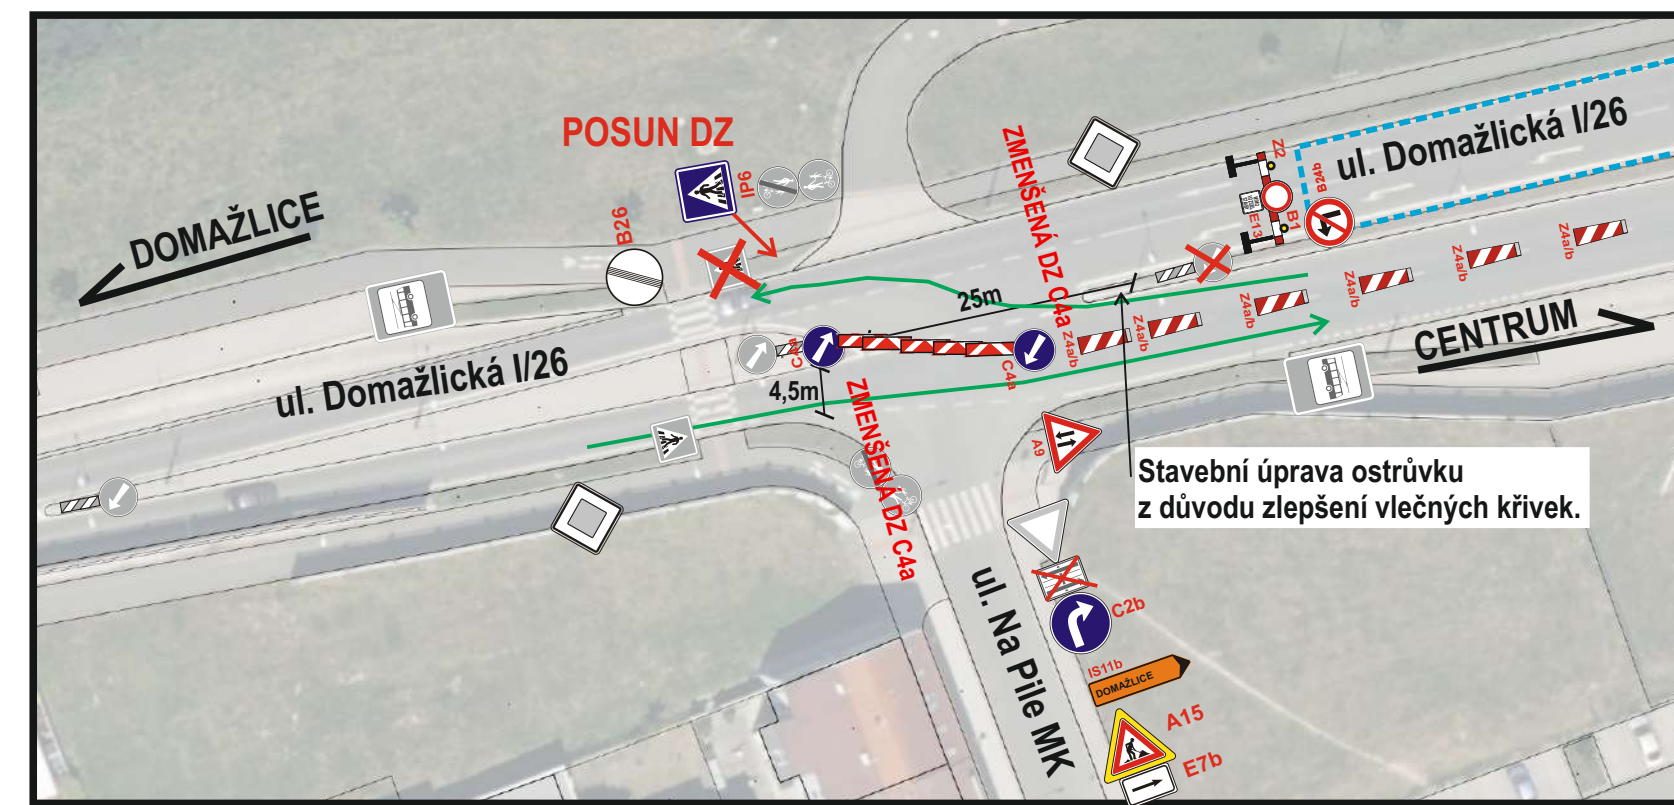 POSUN DZ
DOMAŽLICE
B26
IP6
ZMENŠENÁ DZ C4a
Z2
B24b
B1
E13
ul. Domažlická I/26
25m
Z4a/b
Z4a/b
Z4a/b
Z4a/b
Z4a/b
Z4a/b
CENTRUM
ul. Domažlická I/26
C4a
C4a
4,5m
ZMENŠENÁ DZ C4a
A9
Stavební úprava ostrůvku
z důvodu zlepšení vlečných křivek.
ul. Na Pile MK
C2b
IS11b
DOMAŽLICE
A15
E7b